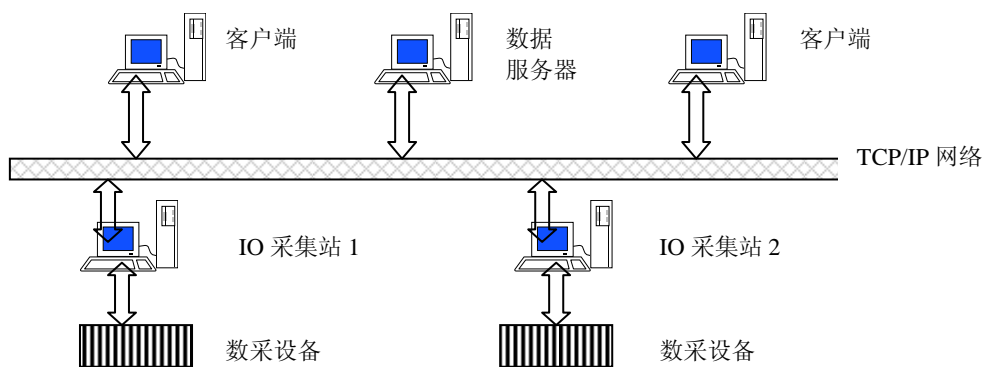 客户端
数据
服务器
客户端
TCP/IP 网络
IO 采集站 1
IO 采集站 2
数采设备
数采设备